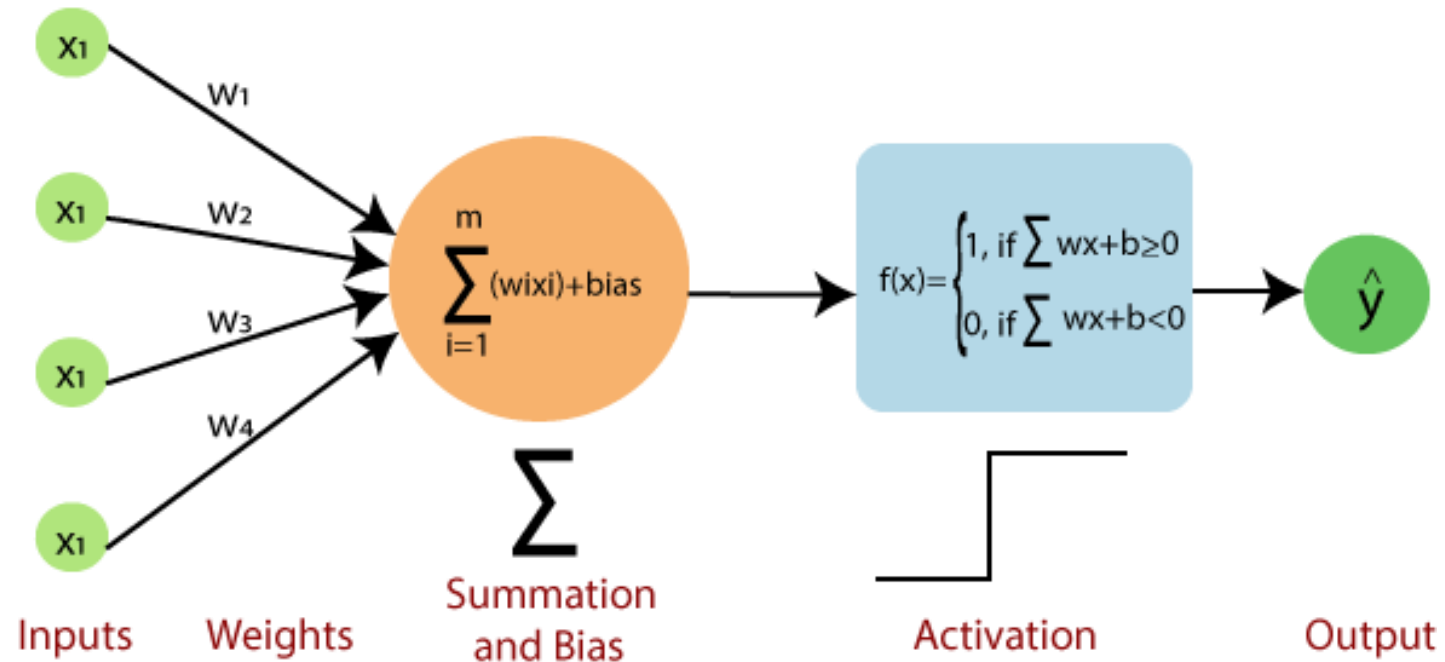 x1
w1
x1
w2
x1
w3
x1
w4
m
∑ (wixi)+bias
i=1
f(x)={
1, if ∑ wx+b≥0
0, if ∑ wx+b<0
ŷ
∑
Inputs
Weights
Summation
and Bias
Activation
Output